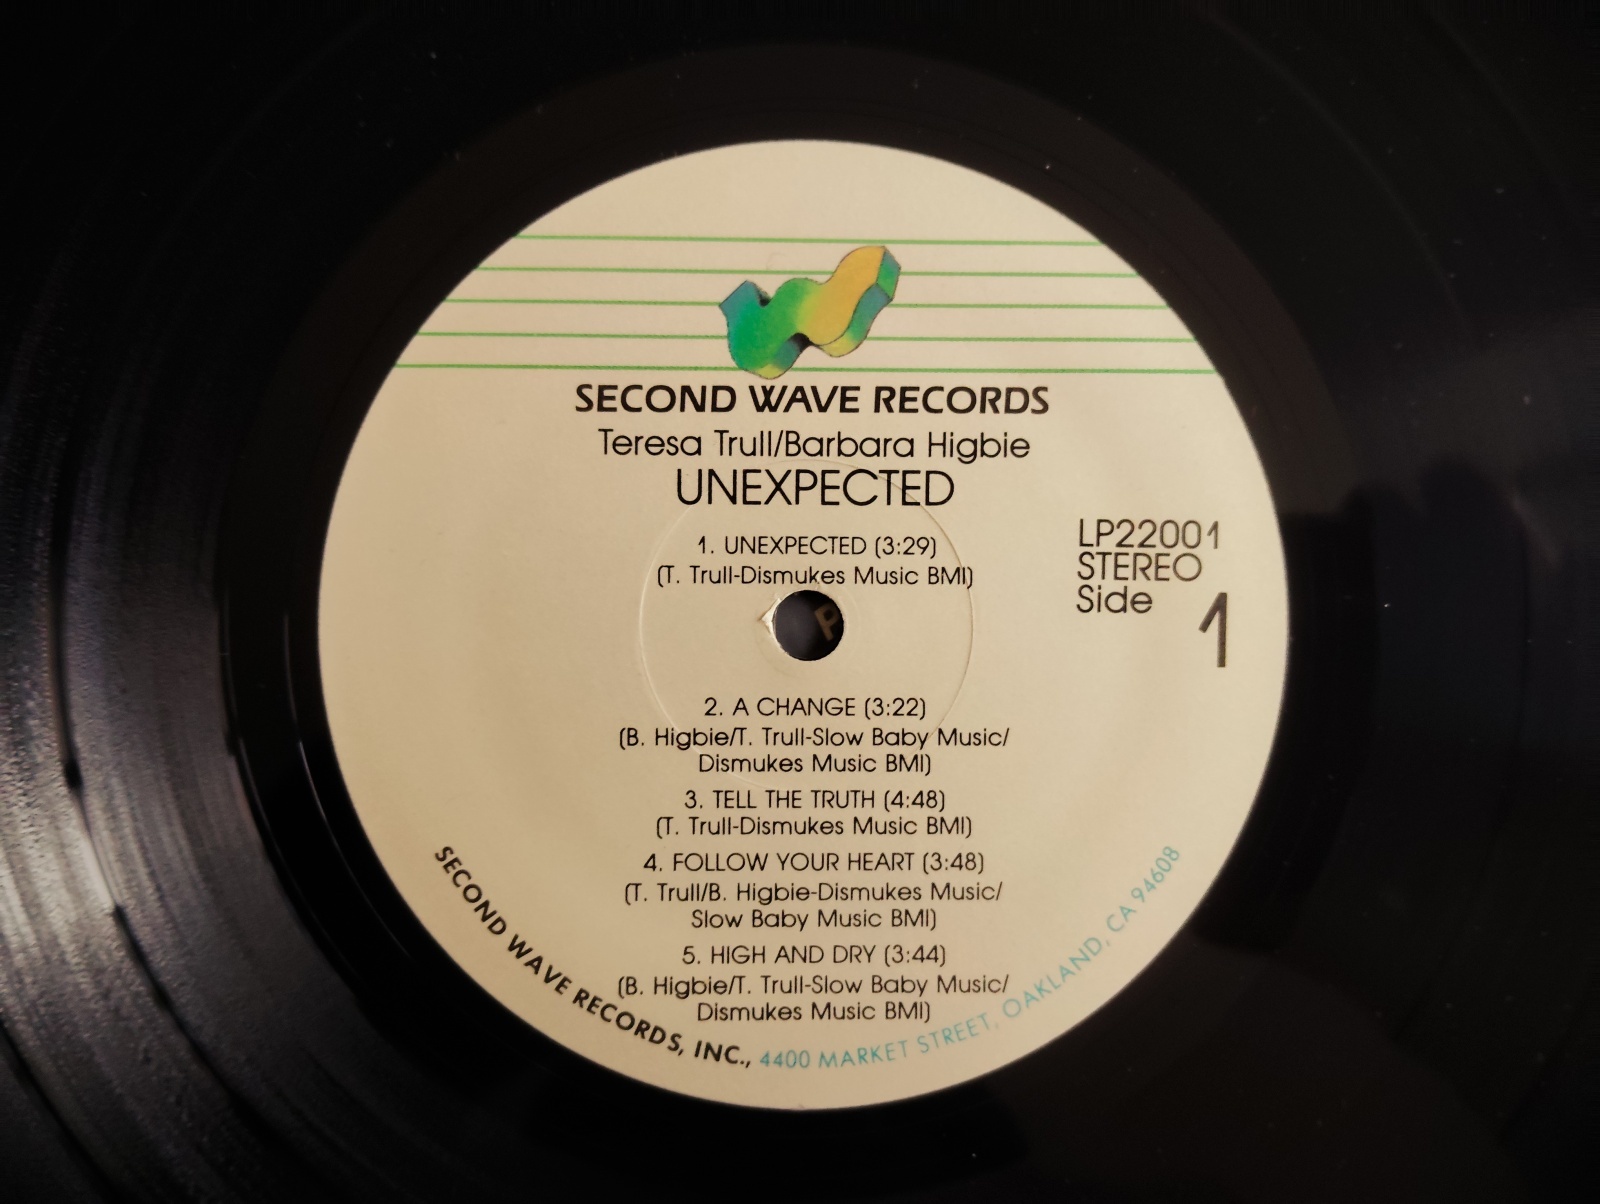 SECOND WAVE RECORDS
Teresa Trull/Barbara Higbie
UNEXPECTED
1. UNEXPECTED (3:29)
(T. Trull-Dismukes Music BMI)
LP22001
STEREO
Side 1
P
2. A CHANGE (3:22)
(B. Higbie/T. Trull-Slow Baby Music/
Dismukes Music BMI)
3. TELL THE TRUTH (4:48)
(T. Trull-Dismukes Music BMI)
4. FOLLOW YOUR HEART (3:48)
(T. Trull/B. Higbie-Dismukes Music/
Slow Baby Music BMI)
5. HIGH AND DRY (3:44)
(B. Higbie/T. Trull-Slow Baby Music/
Dismukes Music BMI)
SECOND WAVE RECORDS, INC., 4400 MARKET STREET, OAKLAND, CA 94608